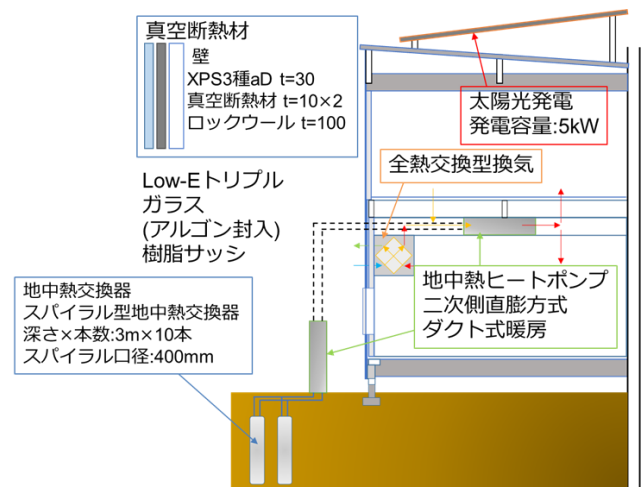 真空断熱材
壁
XPS3種aD t=30
真空断熱材 t=10×2
ロックウール t=100
太陽光発電
発電容量:5kW
全熱交換型換気
Low-Eトリプル
ガラス
(アルゴン封入)
樹脂サッシ
地中熱ヒートポンプ
二次側直膨方式
ダクト式暖房
地中熱交換器
スパイラル型地中熱交換器
深さ×本数:3m×10本
スパイラル口径:400mm